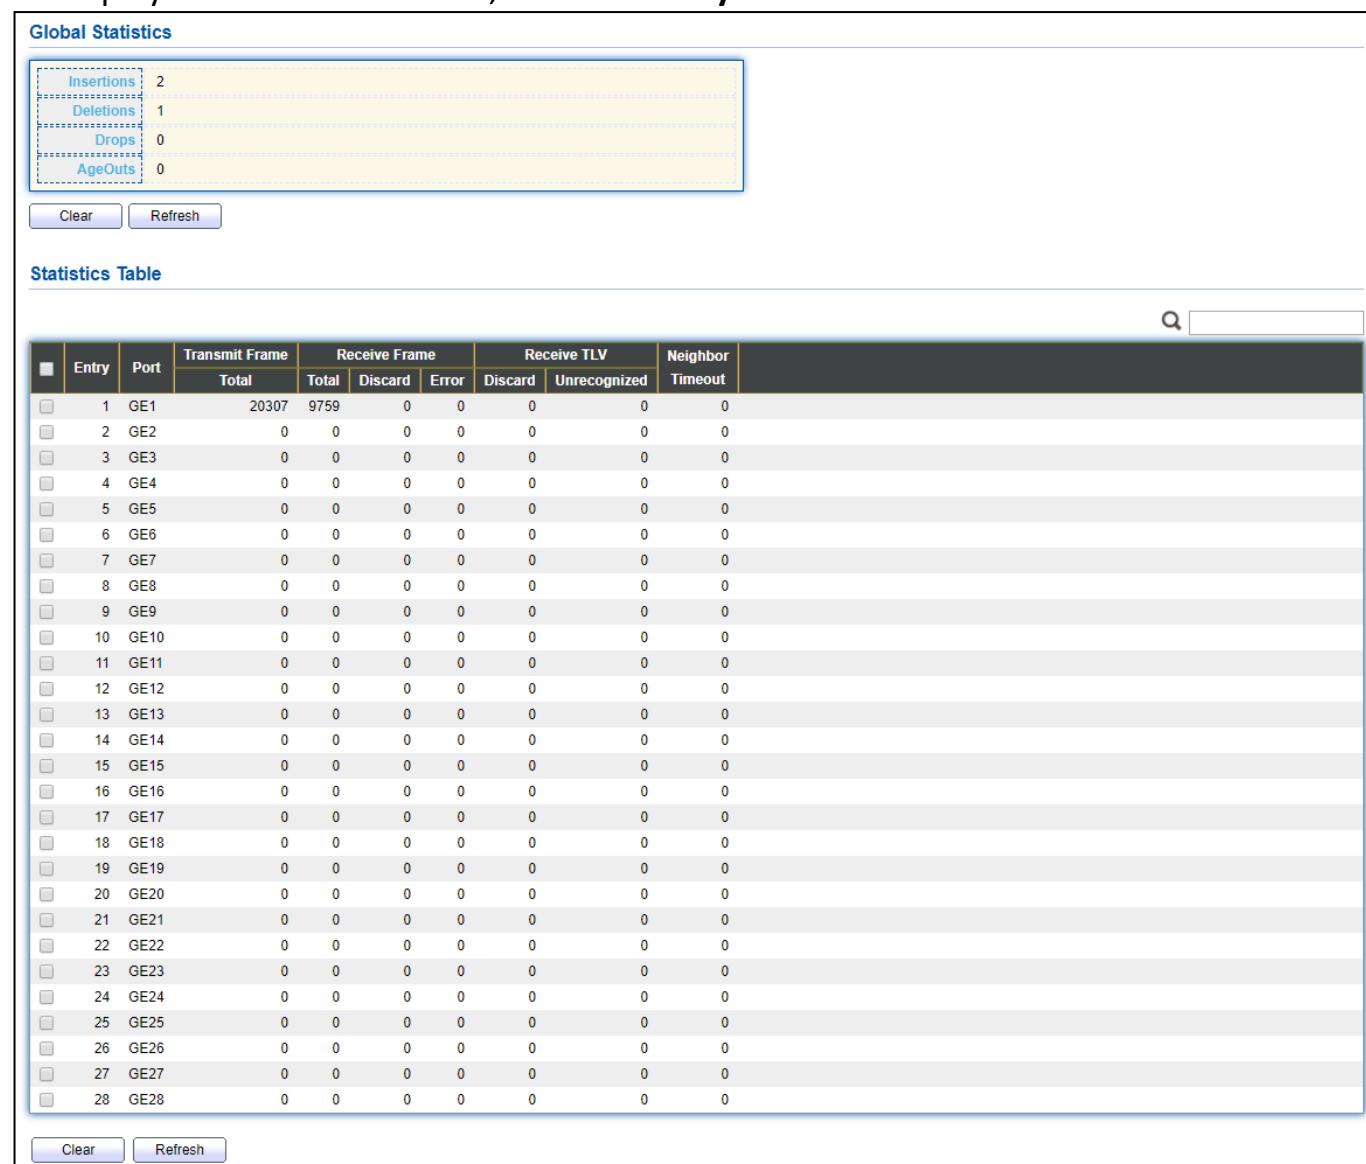 Global Statistics
Insertions 2
Deletions 1
Drops 0
AgeOuts 0
Clear Refresh
Statistics Table
Entry Port Transmit Frame Receive Frame Receive TLV Neighbor Timeout
Total Total Discard Error Discard Unrecognized
1 GE1 20307 9759 0 0 0 0 0
2 GE2 0 0 0 0 0 0 0
3 GE3 0 0 0 0 0 0 0
4 GE4 0 0 0 0 0 0 0
5 GE5 0 0 0 0 0 0 0
6 GE6 0 0 0 0 0 0 0
7 GE7 0 0 0 0 0 0 0
8 GE8 0 0 0 0 0 0 0
9 GE9 0 0 0 0 0 0 0
10 GE10 0 0 0 0 0 0 0
11 GE11 0 0 0 0 0 0 0
12 GE12 0 0 0 0 0 0 0
13 GE13 0 0 0 0 0 0 0
14 GE14 0 0 0 0 0 0 0
15 GE15 0 0 0 0 0 0 0
16 GE16 0 0 0 0 0 0 0
17 GE17 0 0 0 0 0 0 0
18 GE18 0 0 0 0 0 0 0
19 GE19 0 0 0 0 0 0 0
20 GE20 0 0 0 0 0 0 0
21 GE21 0 0 0 0 0 0 0
22 GE22 0 0 0 0 0 0 0
23 GE23 0 0 0 0 0 0 0
24 GE24 0 0 0 0 0 0 0
25 GE25 0 0 0 0 0 0 0
26 GE26 0 0 0 0 0 0 0
27 GE27 0 0 0 0 0 0 0
28 GE28 0 0 0 0 0 0 0
Clear Refresh